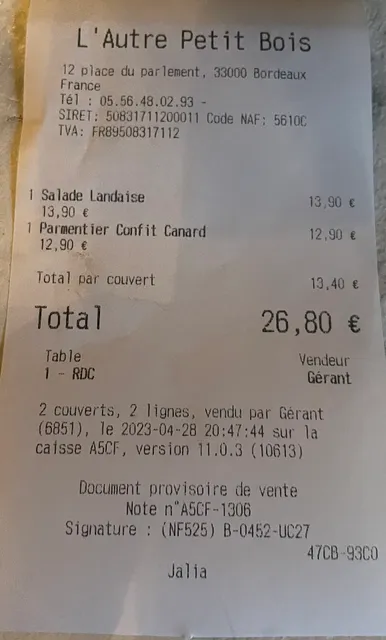 L'Autre Petit Bois
12 place du parlement, 33000 Bordeaux
France
Tél : 05.56.48.02.93 -
SIRET: 50831711200011 Code NAF: 5610C
TVA: FR89508317112
1 Salade Landaise 13,90 €
13,90 €
1 Parmentier Confit Canard 12,90 €
12,90 €
Total par couvert 13,40 €
Total 26,80 €
Table Vendeur
1 - RDC Gérant
2 couverts, 2 lignes, vendu par Gérant
(6851), le 2023-04-28 20:47:44 sur la
caisse A5CF, version 11.0.3 (10613)
Document provisoire de vente
Note n°A5CF-1306
Signature : (NF525) B-0452-UC27
47CB-93C0
Jalia